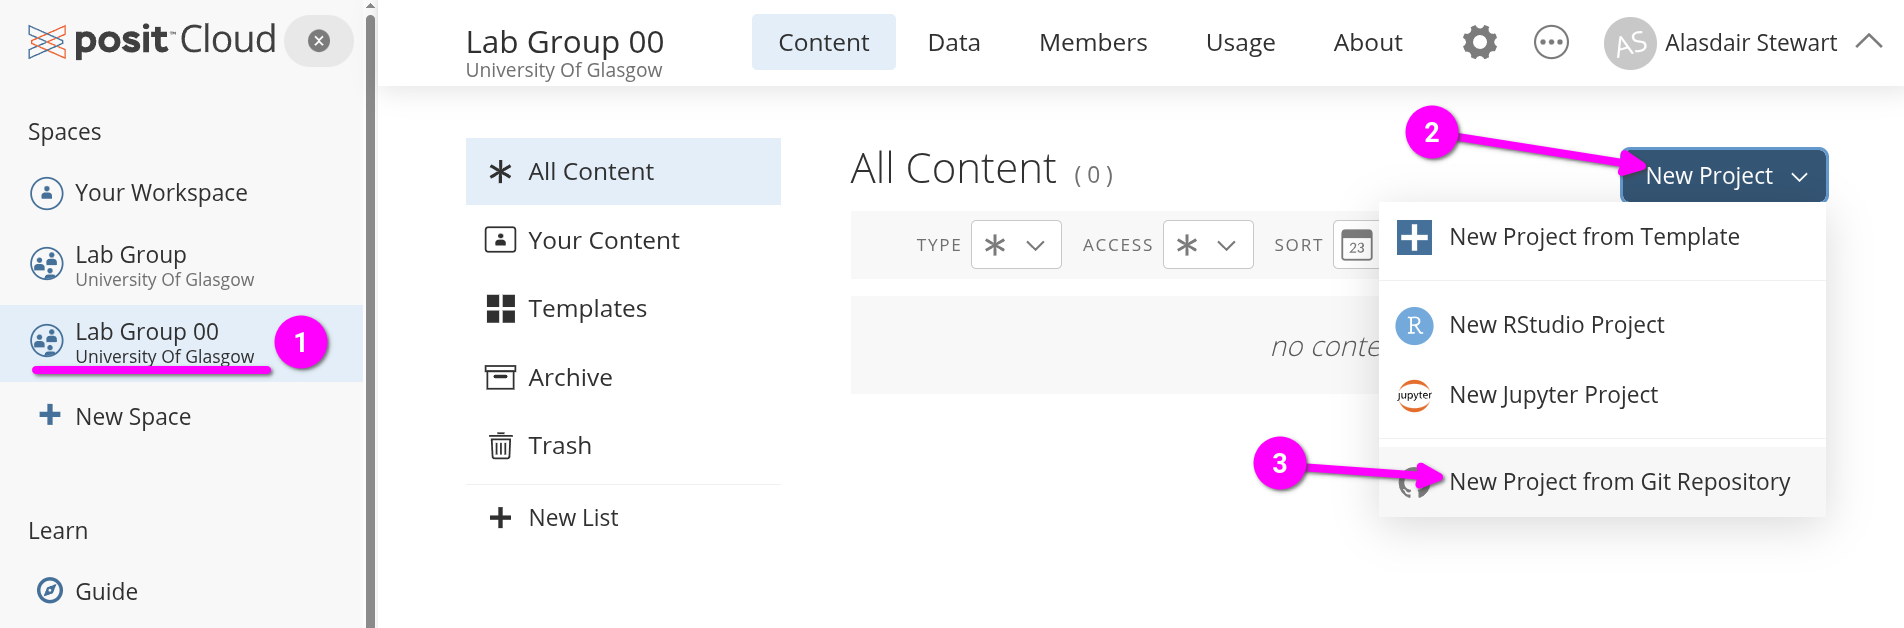 posit™ Cloud
Spaces
Your Workspace
Lab Group
University Of Glasgow
Lab Group 00
University Of Glasgow
1
New Space
Learn
Guide
Lab Group 00
University Of Glasgow
Content
Data
Members
Usage
About
AS
Alasdair Stewart
All Content
Your Content
Templates
Archive
Trash
New List
All Content ( 0 )
2
New Project
TYPE
ACCESS
SORT
23
no conte
New Project from Template
R
New RStudio Project
jupyter
New Jupyter Project
3
New Project from Git Repository